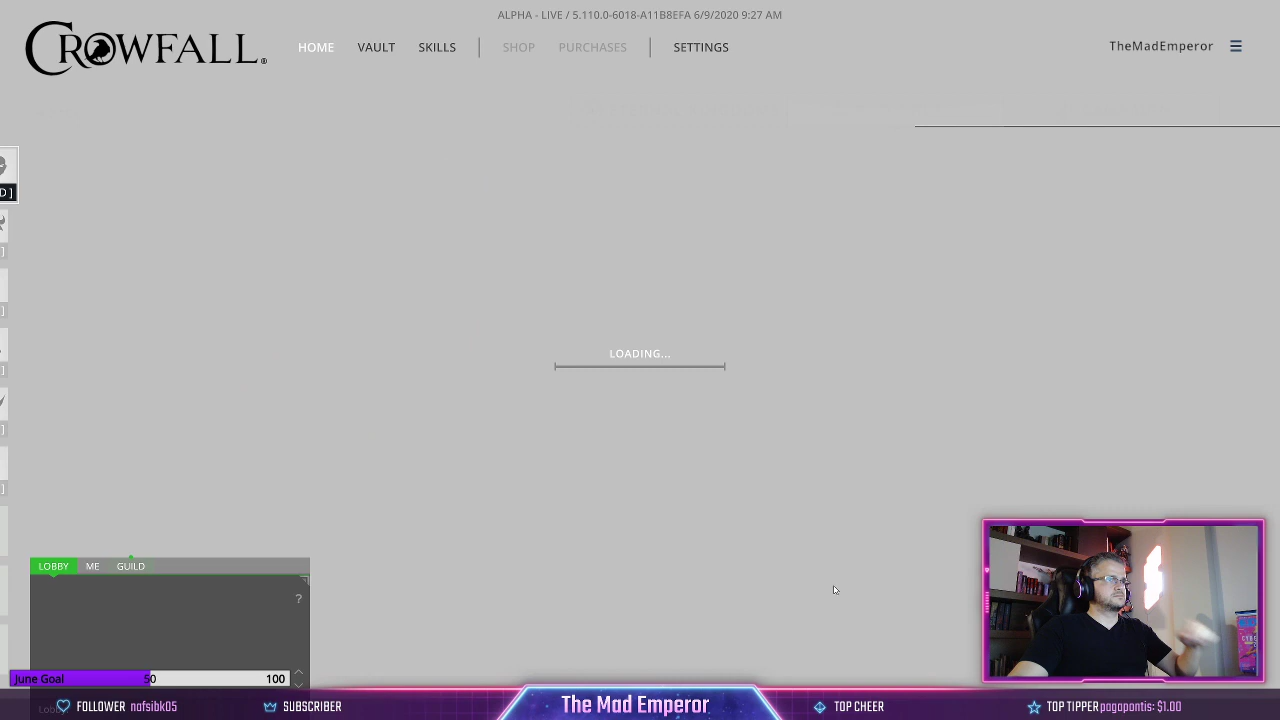 ALPHA - LIVE / 5.110.0-6018-A11B8EFA 6/9/2020 9:27 AM
CROWFALL®
HOME VAULT SKILLS SHOP PURCHASES SETTINGS
TheMadEmperor
D ]
]
]
]
]
]
LOADING...
LOBBY ME GUILD
?
June Goal 50 100
FOLLOWER nafsibk05 SUBSCRIBER The Mad Emperor TOP CHEER TOP TIPPER pagapontis: $1.00